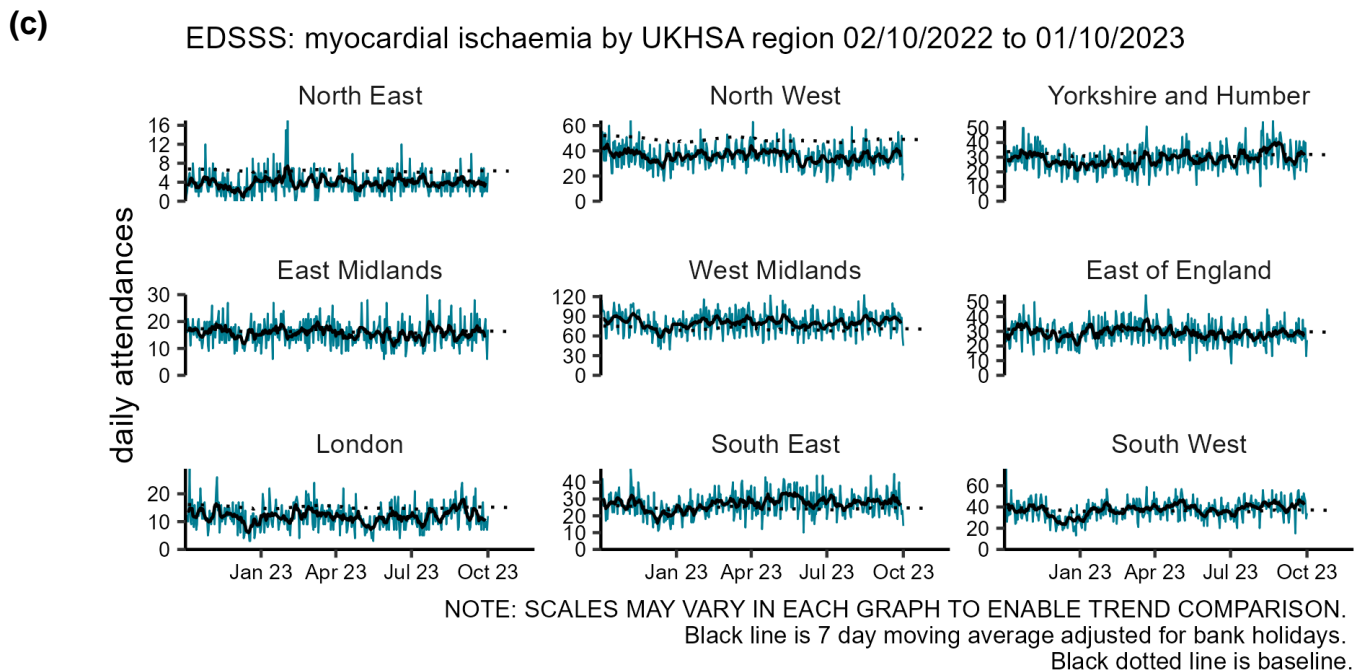 (c)
EDSSS: myocardial ischaemia by UKHSA region 02/10/2022 to 01/10/2023
daily attendances
North East
16
12
8
4
0
North West
60
40
20
0
Yorkshire and Humber
50
40
30
20
10
0
East Midlands
30
20
10
0
West Midlands
120
90
60
30
0
East of England
50
40
30
20
10
0
London
20
10
0
Jan 23 Apr 23 Jul 23 Oct 23
South East
40
30
20
10
0
Jan 23 Apr 23 Jul 23 Oct 23
South West
60
40
20
0
Jan 23 Apr 23 Jul 23 Oct 23
NOTE: SCALES MAY VARY IN EACH GRAPH TO ENABLE TREND COMPARISON.
Black line is 7 day moving average adjusted for bank holidays.
Black dotted line is baseline.